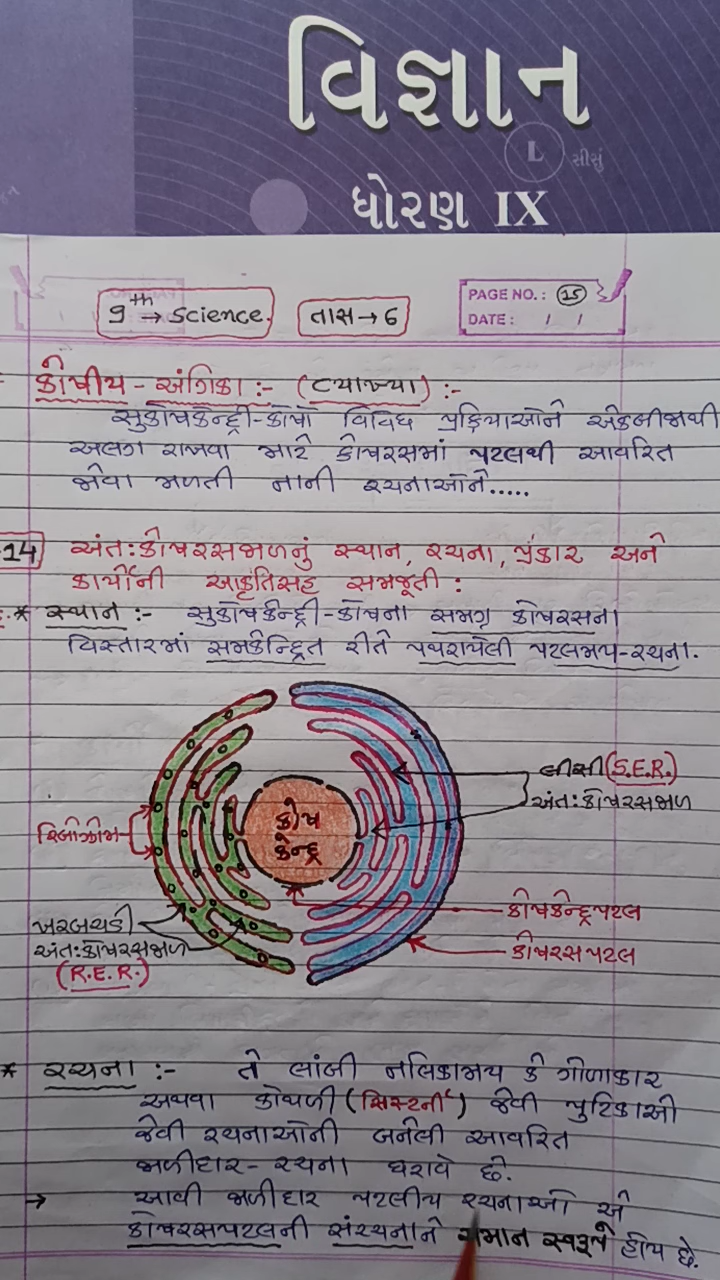 વિજ્ઞાન
L સીસું
ધોરણ IX
9th → Science.
તાસ → 6
PAGE NO.: 15
DATE: / /
કોષીય - અંગિકા :- (વ્યાખ્યા) :-
સુકોષકેન્દ્રી-કોષો વિવિધ પ્રક્રિયાઓને એકબીજાથી
અલગ રાખવા માટે કોષરસમાં પટલથી આવરિત
જોવા મળતી નાની રચનાઓને.....
14 અંત:કોષરસજાળનું સ્થાન, રચના, પ્રકાર અને
કાર્યોની આકૃતિસહ સમજૂતી :
* સ્થાન :- સુકોષકેન્દ્રી-કોષના સમગ્ર કોષરસના
વિસ્તારમાં સમકેન્દ્રિત રીતે પથરાયેલી પટલમય-રચના.
લીસી (S.E.R.)
અંત:કોષરસજાળ
કોષ
કેન્દ્ર
રિબોઝોમ
કોષકેન્દ્રપટલ
ખરબચડી
અંત:કોષરસજાળ
(R.E.R.)
કોષરસપટલ
* રચના :- તે લાંબી નલિકામય કે ગોળાકાર
અથવા કોથળી (સિસ્ટર્ની) જેવી પુટિકાઓ
જેવી રચનાઓની બનેલી આવરિત
જાળીદાર-રચના ધરાવે છે.
→ આવી જાળીદાર પટલીય રચનાઓ એ
કોષરસપટલની સંરચનાને સમાન સ્વરૂપે હોય છે.